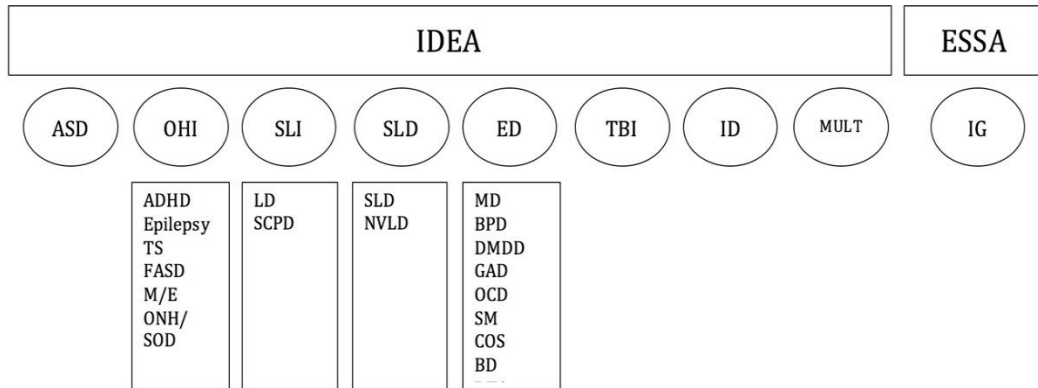 IDEA
ESSA
ASD
OHI
SLI
SLD
ED
TBI
ID
MULT
IG
ADHD
Epilepsy
TS
FASD
M/E
ONH/
SOD
LD
SCPD
SLD
NVLD
MD
BPD
DMDD
GAD
OCD
SM
COS
BD